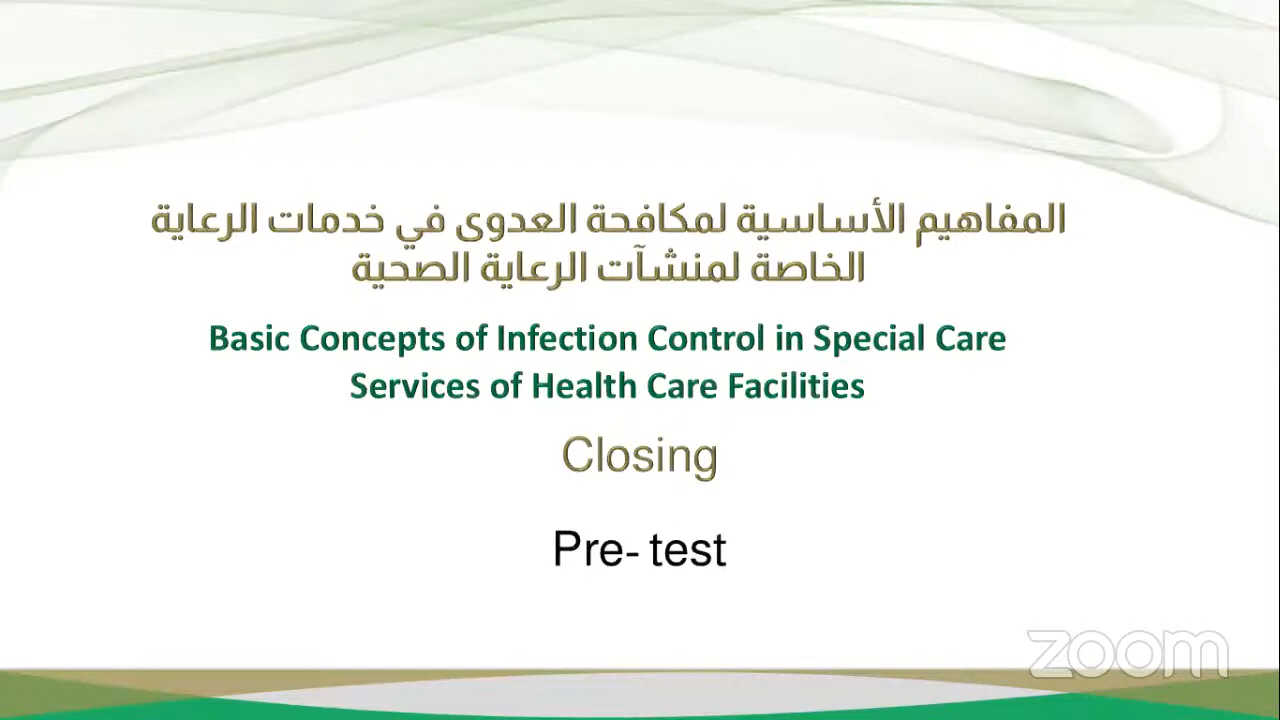 المفاهيم الأساسية لمكافحة العدوى في خدمات الرعاية
الخاصة لمنشآت الرعاية الصحية
Basic Concepts of Infection Control in Special Care
Services of Health Care Facilities
Closing
Pre- test
zoom